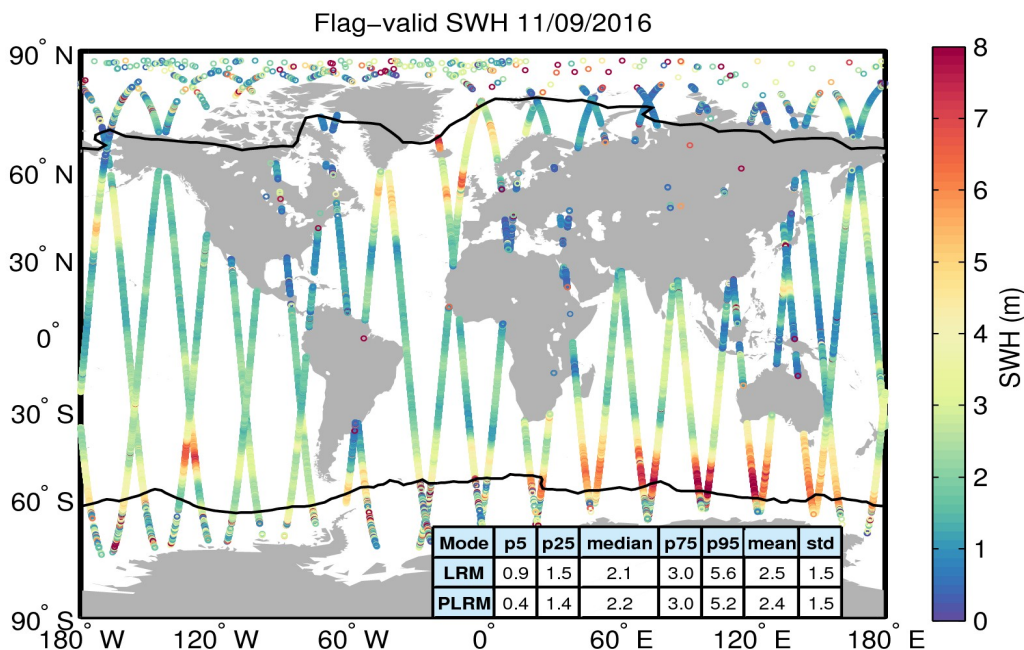 Flag−valid SWH 11/09/2016
90° N
60° N
30° N
0°
30° S
60° S
90° S
180° W
120° W
60° W
0°
60° E
120° E
180° E
Mode p5 p25 median p75 p95 mean std
LRM 0.9 1.5 2.1 3.0 5.6 2.5 1.5
PLRM 0.4 1.4 2.2 3.0 5.2 2.4 1.5
8
7
6
5
4
3
2
1
0
SWH (m)